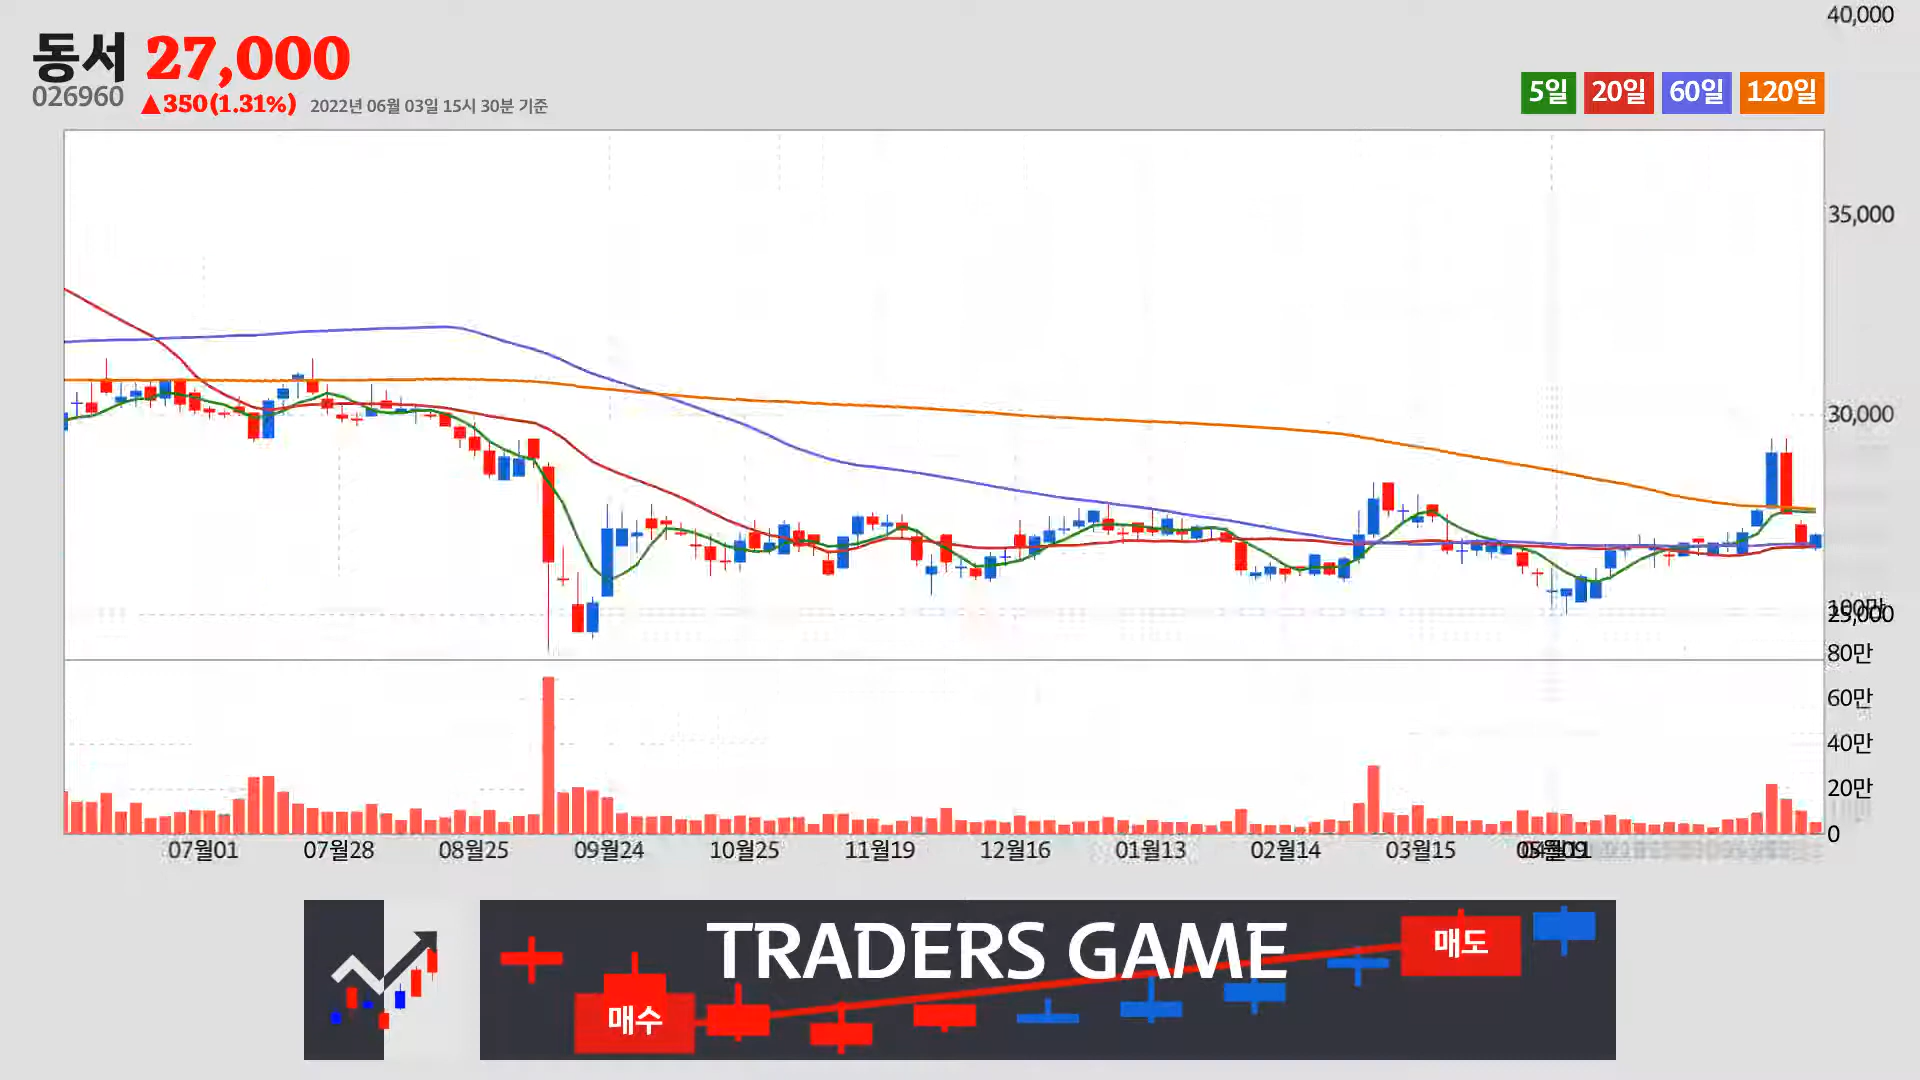 40,000
동서 27,000
026960 ▲350(1.31%) 2022년 06월 03일 15시 30분 기준
5일 20일 60일 120일
35,000
30,000
25,000
100만
80만
60만
40만
20만
0
07월01 07월28 08월25 09월24 10월25 11월19 12월16 01월13 02월14 03월15
TRADERS GAME
매도
매수